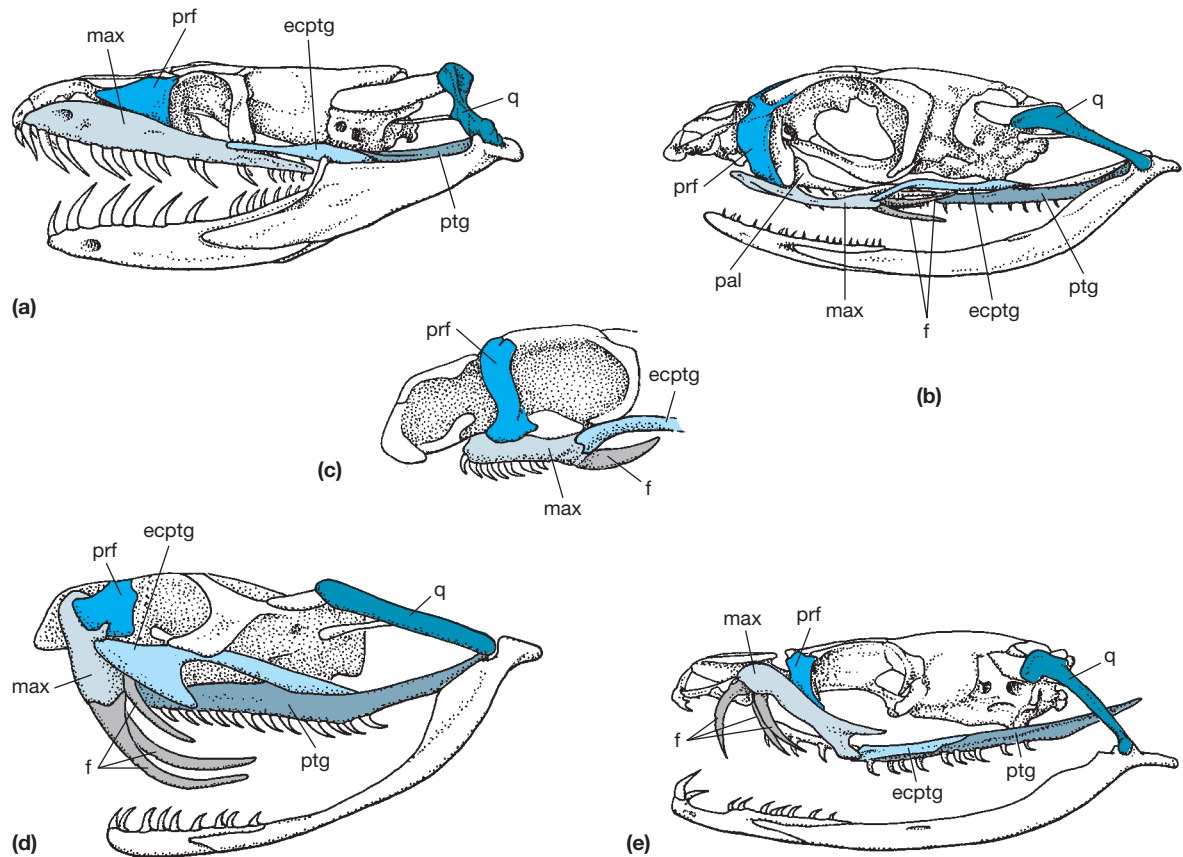 prf
ecptg
max
q
ptg
(a)
q
prf
pal
max
f
ecptg
ptg
(b)
prf
ecptg
max
f
(c)
ecptg
prf
q
max
f
ptg
(d)
max
prf
q
f
ecptg
ptg
(e)